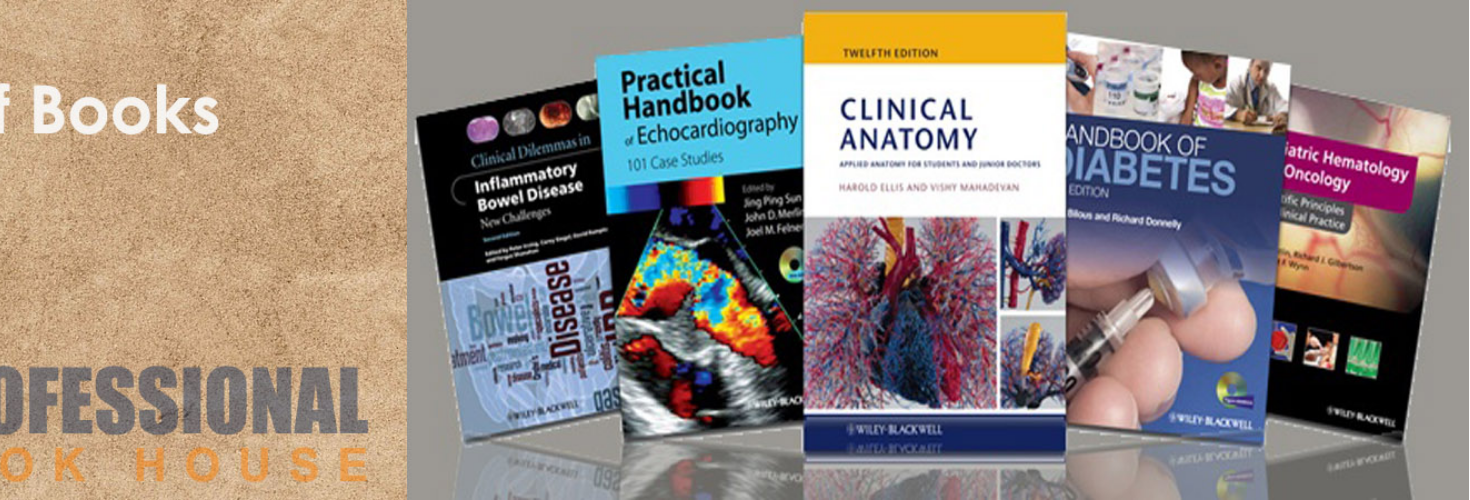 f Books
OFESSIONAL
OK HOUSE
Clinical Dilemmas in
Inflammatory
Bowel Disease
New Challenges
Second Edition
Bowel
Disease
WILEY-BLACKWELL
Practical
Handbook
of Echocardiography
101 Case Studies
Edited by
Jing Ping Sun
John D. Merlin
Joel M. Felner
WILEY-BLACKWELL
TWELFTH EDITION
CLINICAL
ANATOMY
APPLIED ANATOMY FOR STUDENTS AND JUNIOR DOCTORS
HAROLD ELLIS AND VISHY MAHADEVAN
WILEY-BLACKWELL
110
ANDBOOK OF
DIABETES
EDITION
Bilous and Richard Donnelly
WILEY-BLACKWELL
iatric Hematology
Oncology
tific Principles
linical Practice
in, Richard J. Gilbertson
Wynn
WILEY-BLACKWELL